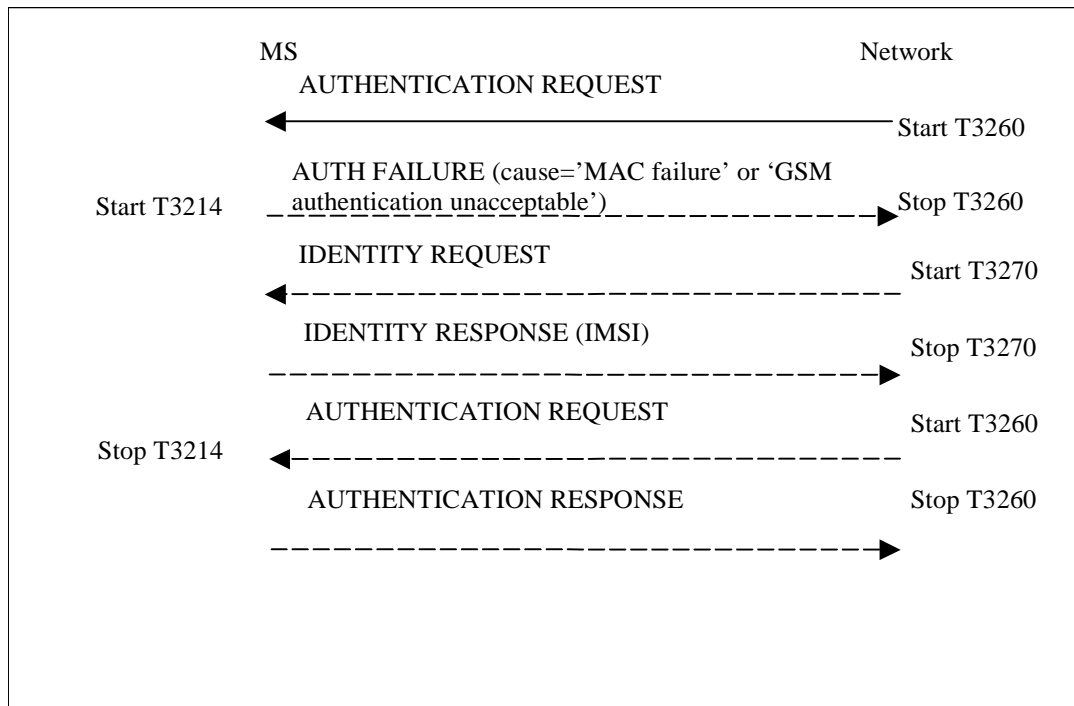 MS
Network
AUTHENTICATION REQUEST
Start T3260
AUTH FAILURE (cause=’MAC failure’ or ‘GSM
authentication unacceptable’)
Start T3214
Stop T3260
IDENTITY REQUEST
Start T3270
IDENTITY RESPONSE (IMSI)
Stop T3270
AUTHENTICATION REQUEST
Start T3260
Stop T3214
AUTHENTICATION RESPONSE
Stop T3260